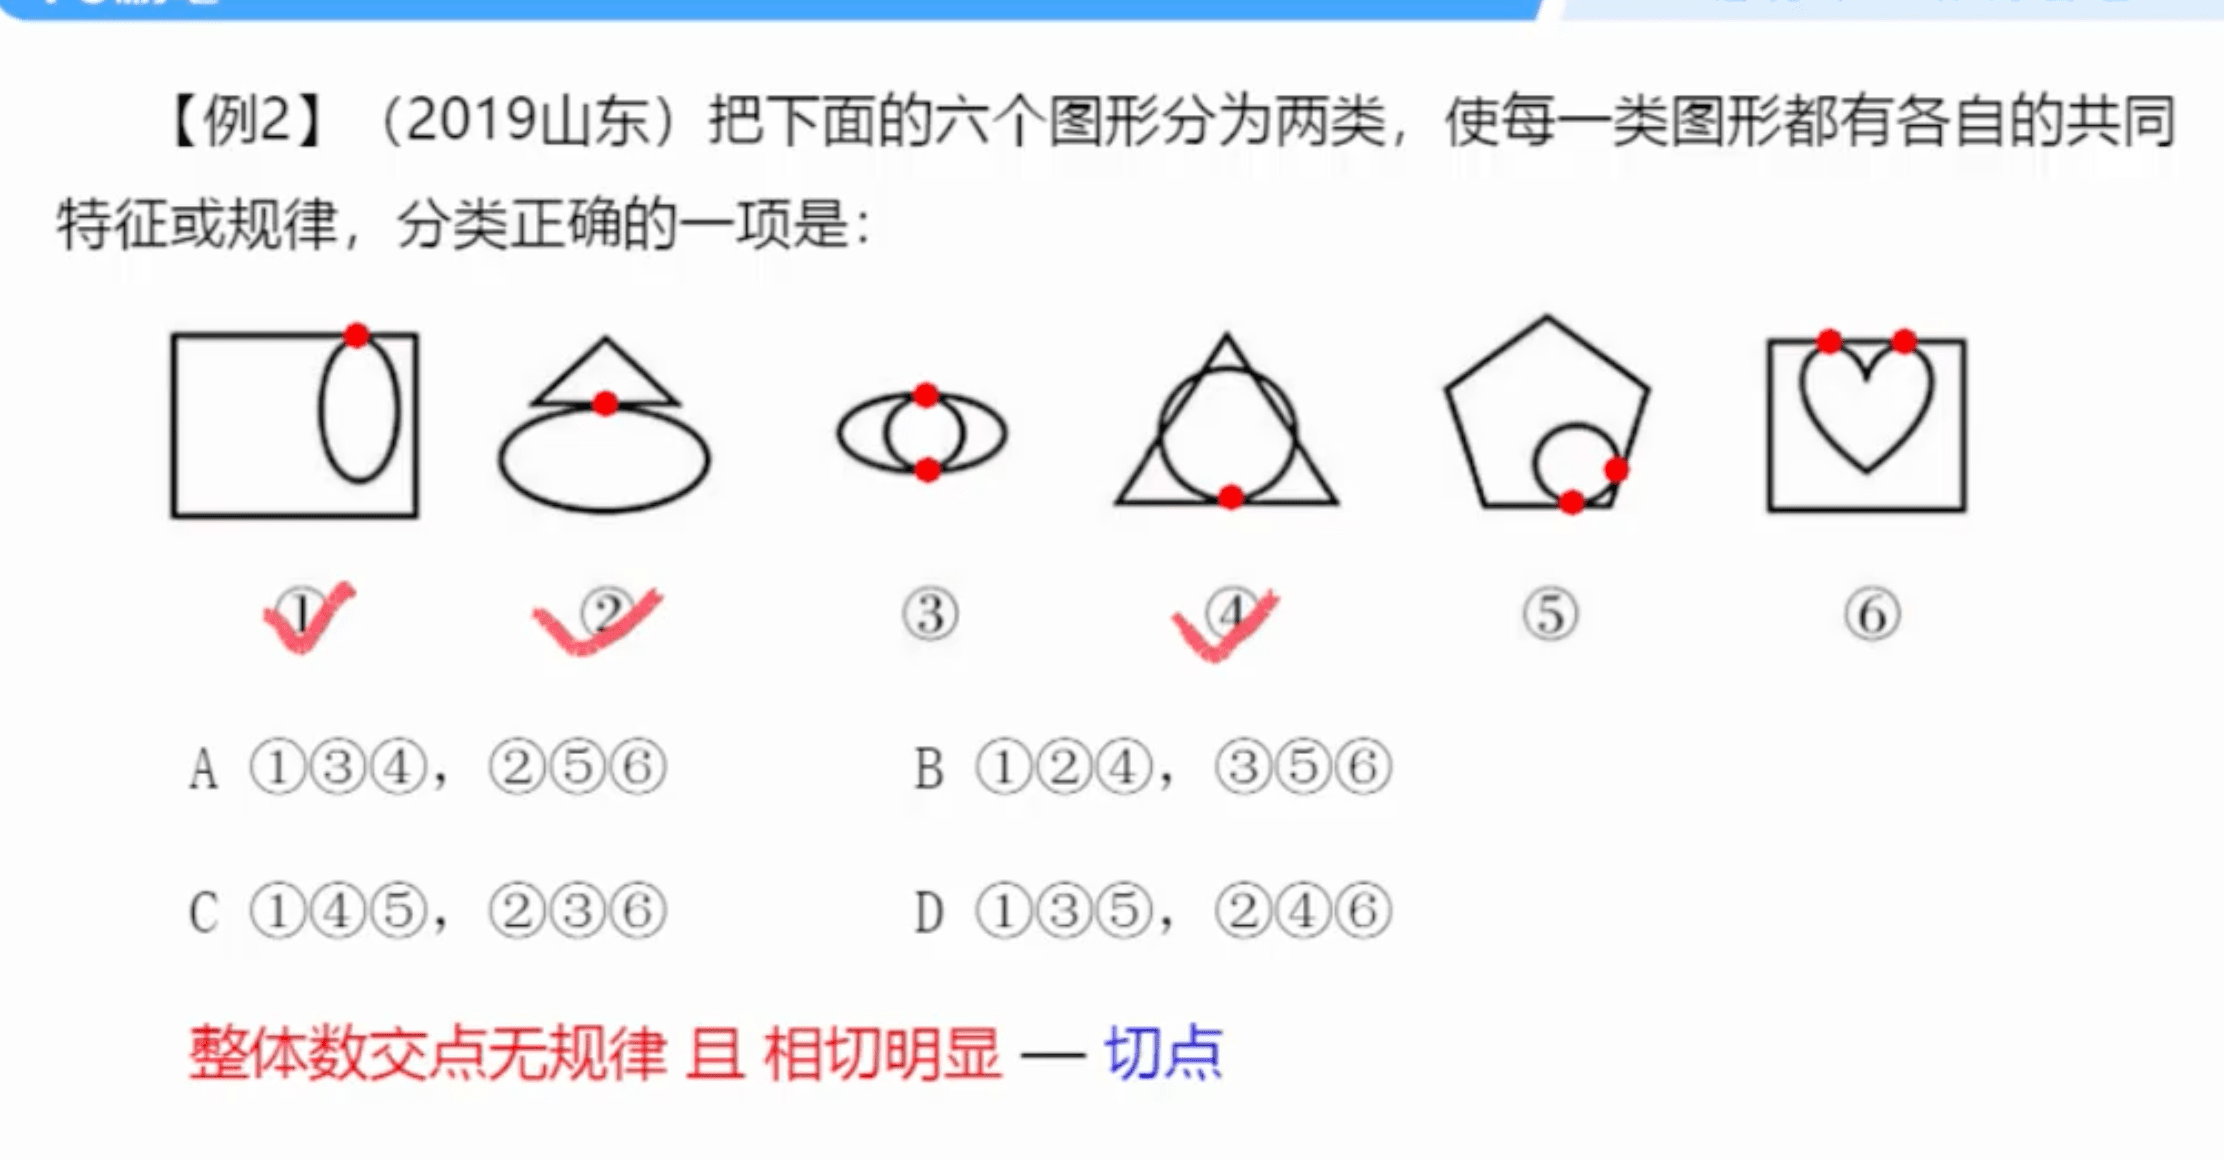 【例2】（2019山东）把下面的六个图形分为两类，使每一类图形都有各自的共同
特征或规律，分类正确的一项是：
① ② ③ ④ ⑤ ⑥
A ①③④，②⑤⑥ B ①②④，③⑤⑥
C ①④⑤，②③⑥ D ①③⑤，②④⑥
整体数交点无规律 且 相切明显 — 切点